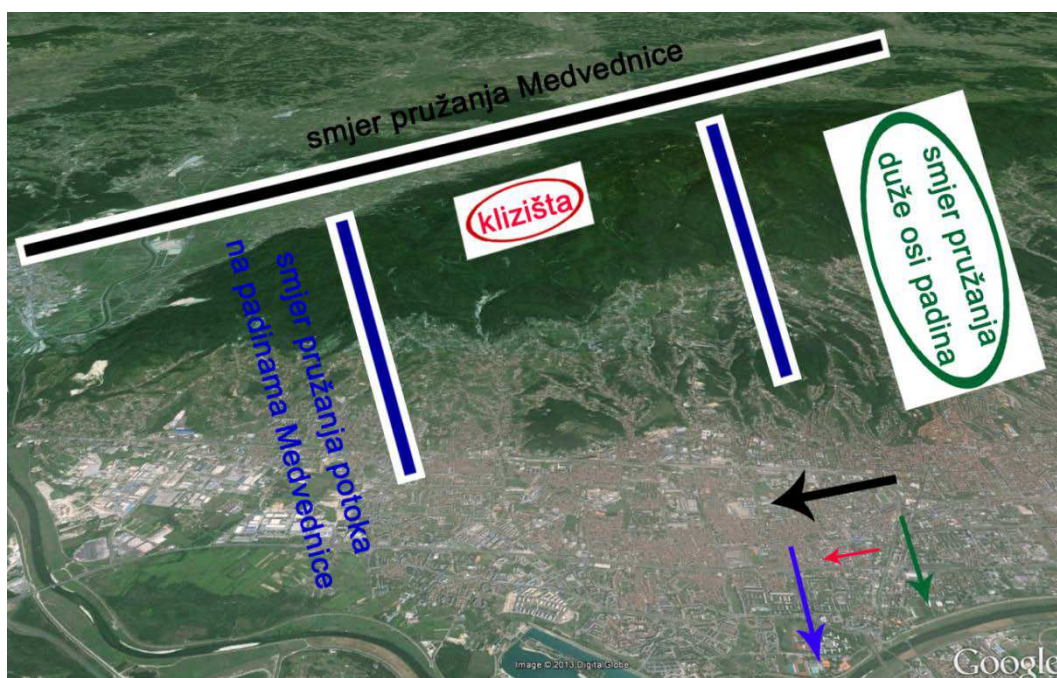 smjer pružanja Medvednice
klizišta
smjer pružanja
duže osi padina
smjer pružanja potoka
na padinama Medvednice
Image © 2013 DigitalGlobe
Google